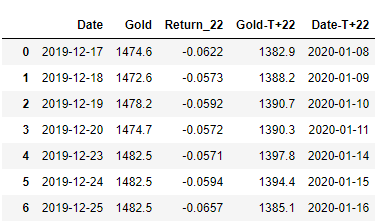 Date Gold Return_22 Gold-T+22 Date-T+22
0 2019-12-17 1474.6 -0.0622 1382.9 2020-01-08
1 2019-12-18 1472.6 -0.0573 1388.2 2020-01-09
2 2019-12-19 1478.2 -0.0592 1390.7 2020-01-10
3 2019-12-20 1474.7 -0.0572 1390.3 2020-01-11
4 2019-12-23 1482.5 -0.0571 1397.8 2020-01-14
5 2019-12-24 1482.5 -0.0594 1394.4 2020-01-15
6 2019-12-25 1482.5 -0.0657 1385.1 2020-01-16